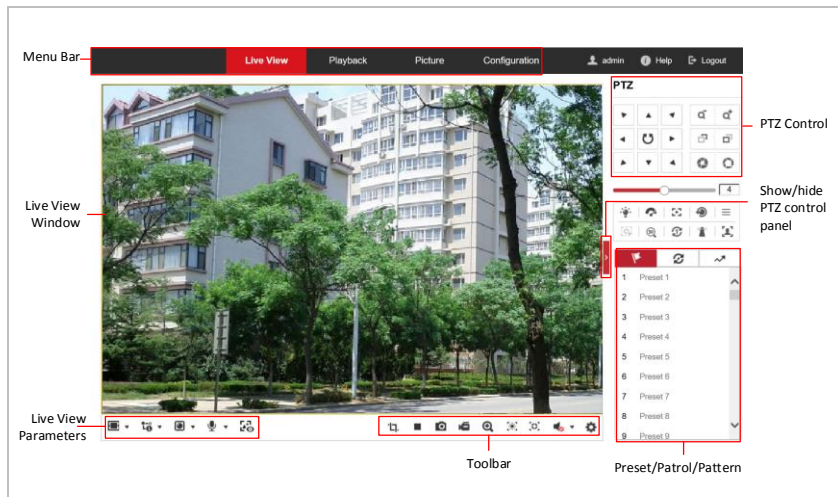 Menu Bar
Live View
Playback
Picture
Configuration
admin
Help
Logout
PTZ
PTZ Control
4
Show/hide
PTZ control
panel
Live View
Window
1 Preset 1
2 Preset 2
3 Preset 3
4 Preset 4
5 Preset 5
6 Preset 6
7 Preset 7
8 Preset 8
9 Preset 9
Live View
Parameters
Toolbar
Preset/Patrol/Pattern